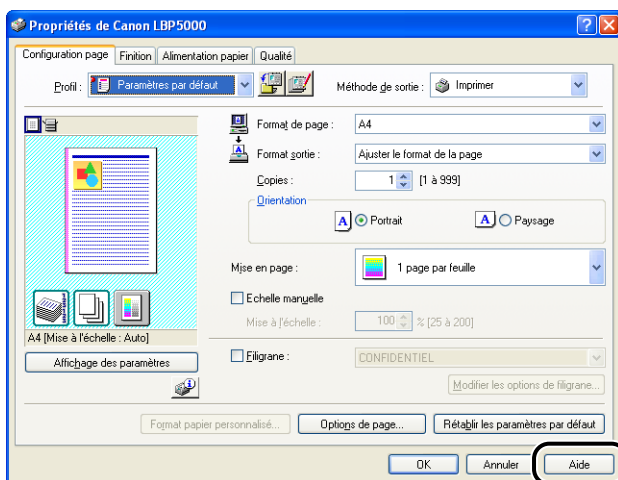 Propriétés de Canon LBP5000
Configuration page Finition Alimentation papier Qualité
Profil : Paramètres par défaut Méthode de sortie : Imprimer
Format de page : A4
Format sortie : Ajuster le format de la page
Copies : 1 [1 à 999]
Orientation
A Portrait A Paysage
Mise en page : 1 page par feuille
Echelle manuelle
Mise à l'échelle : 100 % [25 à 200]
A4 [Mise à l'échelle : Auto]
Affichage des paramètres
Filigrane : CONFIDENTIEL
Modifier les options de filigrane...
Format papier personnalisé... Options de page... Rétablir les paramètres par défaut
OK Annuler Aide